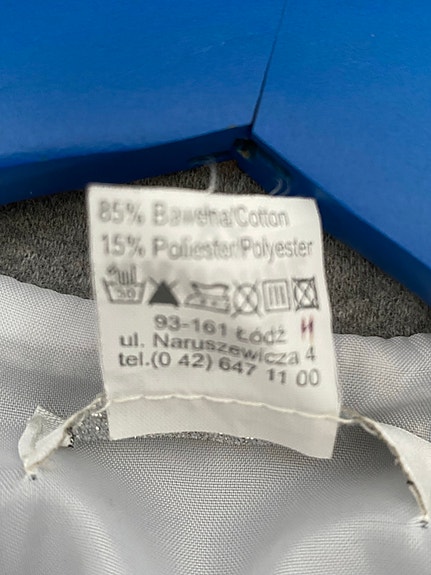 85% Bawełna/Cotton
15% Poliester/Polyester
93-161 Łódź
ul. Naruszewicza 4
tel.(0 42) 647 11 00